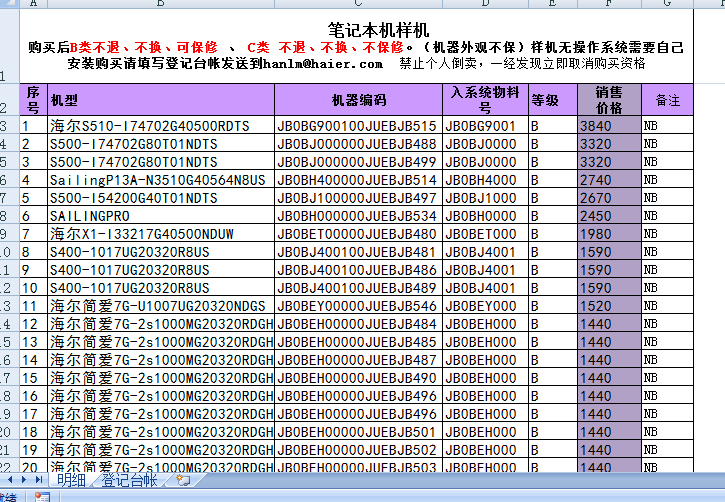 A B C D E F G
1 笔记本机样机
购买后B类不退、不换、可保修 、 C类 不退、不换、不保修。（机器外观不保）样机无操作系统需要自己
安装购买请填写登记台帐发送到hanlm@haier.com 禁止个人倒卖，一经发现立即取消购买资格
2 序号 机型 机器编码 入系统物料号 等级 销售价格 备注
3 1 海尔S510-I74702G40500RDTS JB0BG900100JUEBJB515 JB0BG9001 B 3840 NB
4 2 S500-I74702G80T01NDTS JB0BJ000000JUEBJB488 JB0BJ0000 B 3320 NB
5 3 S500-I74702G80T01NDTS JB0BJ000000JUEBJB499 JB0BJ0000 B 3320 NB
6 4 SailingP13A-N3510G40564N8US JB0BH400000JUEBJB514 JB0BH4000 B 2740 NB
7 5 S500-I54200G40T01NDTS JB0BJ100000JUEBJB497 JB0BJ1000 B 2670 NB
8 6 SAILINGPRO JB0BH000000JUEBJB534 JB0BH0000 B 2450 NB
9 7 海尔X1-I33217G40500NDUW JB0BET00000JUEBJB480 JB0BET000 B 1980 NB
10 8 S400-1017UG20320R8US JB0BJ400100JUEBJB481 JB0BJ4001 B 1590 NB
11 9 S400-1017UG20320R8US JB0BJ400100JUEBJB486 JB0BJ4001 B 1590 NB
12 10 S400-1017UG20320R8US JB0BJ400100JUEBJB489 JB0BJ4001 B 1590 NB
13 11 海尔简爱7G-U1007UG20320NDGS JB0BEY00000JUEBJB546 JB0BEY000 B 1520 NB
14 12 海尔简爱7G-2s1000MG20320RDGH JB0BEH00000JUEBJB484 JB0BEH000 B 1440 NB
15 13 海尔简爱7G-2s1000MG20320RDGH JB0BEH00000JUEBJB485 JB0BEH000 B 1440 NB
16 14 海尔简爱7G-2s1000MG20320RDGH JB0BEH00000JUEBJB487 JB0BEH000 B 1440 NB
17 15 海尔简爱7G-2s1000MG20320RDGH JB0BEH00000JUEBJB490 JB0BEH000 B 1440 NB
18 16 海尔简爱7G-2s1000MG20320RDGH JB0BEH00000JUEBJB496 JB0BEH000 B 1440 NB
19 17 海尔简爱7G-2s1000MG20320RDGH JB0BEH00000JUEBJB496 JB0BEH000 B 1440 NB
20 18 海尔简爱7G-2s1000MG20320RDGH JB0BEH00000JUEBJB501 JB0BEH000 B 1440 NB
21 19 海尔简爱7G-2s1000MG20320RDGH JB0BEH00000JUEBJB502 JB0BEH000 B 1440 NB
22 20 海尔简爱7G-2s1000MG20320RDGH JB0BEH00000JUEBJB503 JB0BEH000 B 1440 NB
明细 登记台帐
就绪